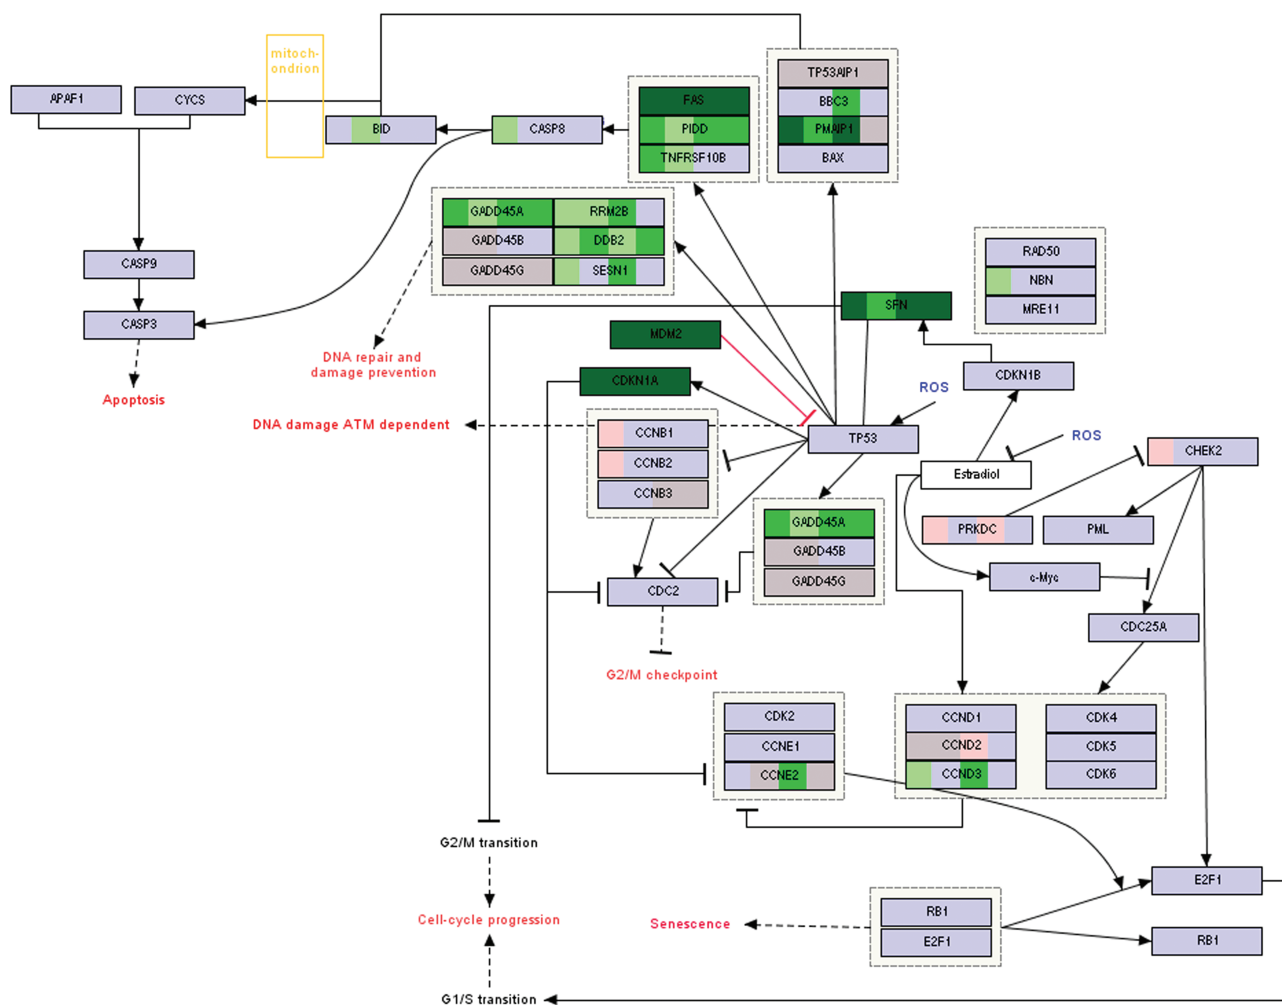 mitoch-
ondrion
APAF1
CYCS
BID
CASP8
FAS
PIDD
TNFRSF10B
TP53AIP1
BBC3
PMAIP1
BAX
GADD45A
RRM2B
GADD45B
DDB2
GADD45G
SESN1
RAD50
NBN
MRE11
CASP9
CASP3
SFN
MDM2
DNA repair and
damage prevention
Apoptosis
CDKN1A
CDKN1B
ROS
DNA damage ATM dependent
CCNB1
CCNB2
CCNB3
TP53
ROS
CHEK2
Estradiol
GADD45A
GADD45B
GADD45G
PRKDC
PML
c-Myc
CDC2
CDC25A
G2/M checkpoint
CDK2
CCNE1
CCNE2
CCND1
CDK4
CCND2
CDK5
CCND3
CDK6
G2/M transition
E2F1
Cell-cycle progression
Senescence
RB1
E2F1
RB1
G1/S transition